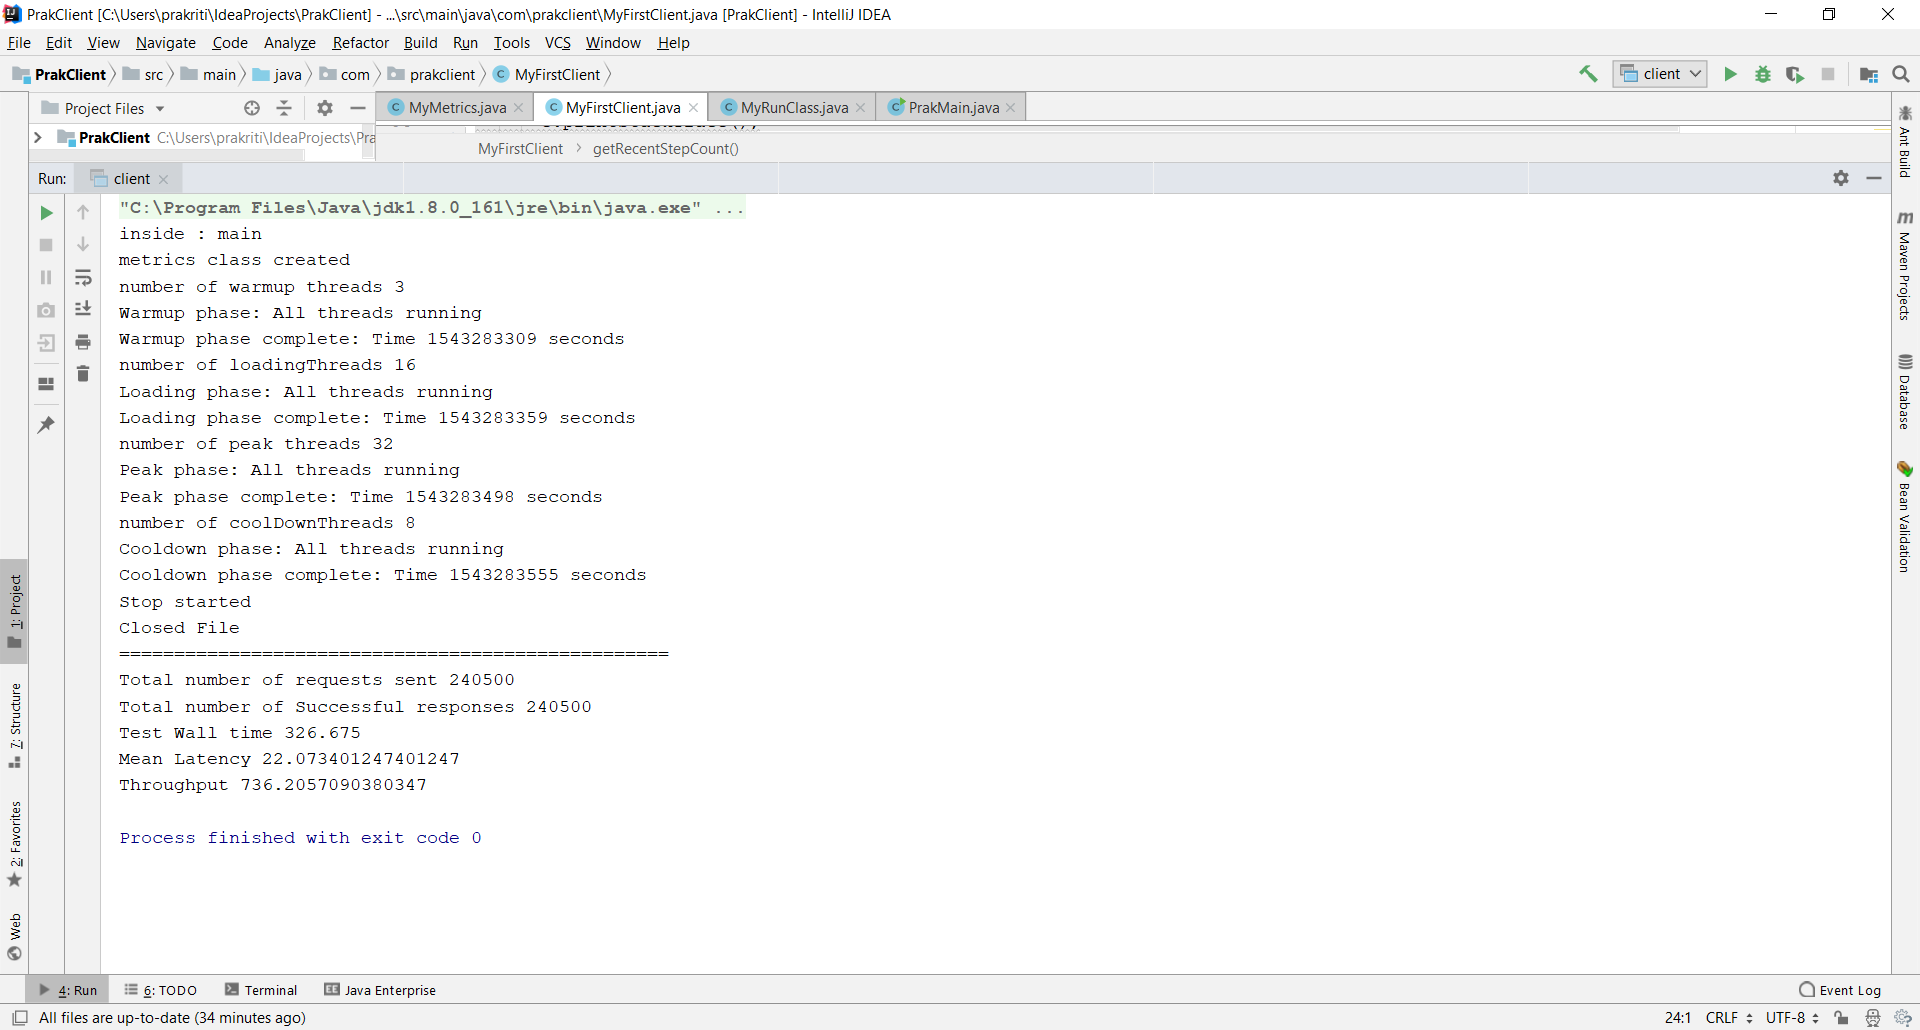 PrakClient [C:\Users\prakriti\IdeaProjects\PrakClient] - ...\src\main\java\com\prakclient\MyFirstClient.java [PrakClient] - IntelliJ IDEA
File Edit View Navigate Code Analyze Refactor Build Run Tools VCS Window Help
PrakClient src main java com prakclient MyFirstClient client
Project Files MyMetrics.java MyFirstClient.java MyRunClass.java PrakMain.java
PrakClient C:\Users\prakriti\IdeaProjects\Pra
MyFirstClient getRecentStepCount()
Run: client
"C:\Program Files\Java\jdk1.8.0_161\jre\bin\java.exe" ...
inside : main
metrics class created
number of warmup threads 3
Warmup phase: All threads running
Warmup phase complete: Time 1543283309 seconds
number of loadingThreads 16
Loading phase: All threads running
Loading phase complete: Time 1543283359 seconds
number of peak threads 32
Peak phase: All threads running
Peak phase complete: Time 1543283498 seconds
number of coolDownThreads 8
Cooldown phase: All threads running
Cooldown phase complete: Time 1543283555 seconds
Stop started
Closed File
==================================================
Total number of requests sent 240500
Total number of Successful responses 240500
Test Wall time 326.675
Mean Latency 22.073401247401247
Throughput 736.2057090380347
Process finished with exit code 0
1: Project
7: Structure
2: Favorites
Web
Ant Build
Maven Projects
Database
Bean Validation
4: Run 6: TODO Terminal Java Enterprise Event Log
All files are up-to-date (34 minutes ago) 24:1 CRLF UTF-8